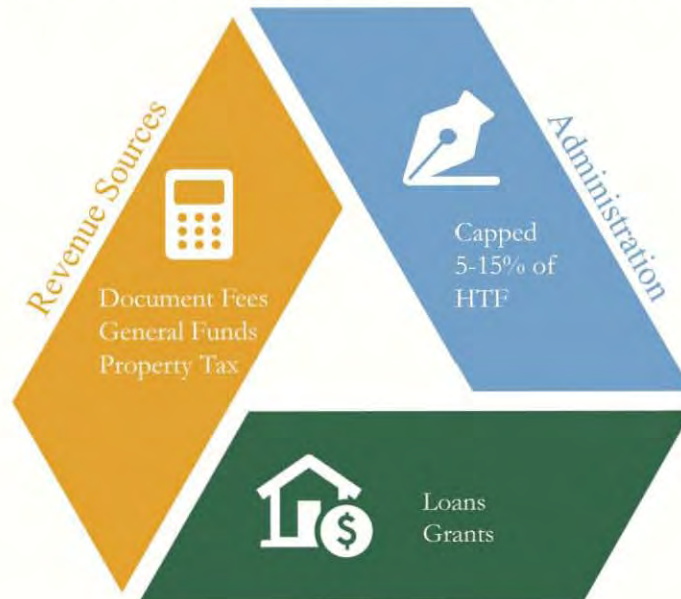 Revenue Sources
Document Fees
General Funds
Property Tax
Administration
Capped
5-15% of
HTF
$
Loans
Grants